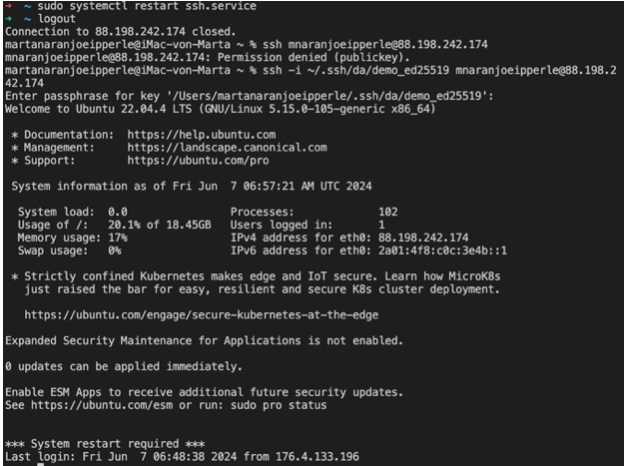 → ~ sudo systemctl restart ssh.service
→ ~ logout
Connection to 88.198.242.174 closed.
martanaranjoeipperle@iMac-von-Marta ~ % ssh mnaranjoeipperle@88.198.242.174
mnaranjoeipperle@88.198.242.174: Permission denied (publickey).
martanaranjoeipperle@iMac-von-Marta ~ % ssh -i ~/.ssh/da/demo_ed25519 mnaranjoeipperle@88.198.2
42.174
Enter passphrase for key '/Users/martanaranjoeipperle/.ssh/da/demo_ed25519':
Welcome to Ubuntu 22.04.4 LTS (GNU/Linux 5.15.0-105-generic x86_64)
* Documentation: https://help.ubuntu.com
* Management: https://landscape.canonical.com
* Support: https://ubuntu.com/pro
System information as of Fri Jun 7 06:57:21 AM UTC 2024
System load: 0.0 Processes: 102
Usage of /: 20.1% of 18.45GB Users logged in: 1
Memory usage: 17% IPv4 address for eth0: 88.198.242.174
Swap usage: 0% IPv6 address for eth0: 2a01:4f8:c0c:3e4b::1
* Strictly confined Kubernetes makes edge and IoT secure. Learn how MicroK8s
just raised the bar for easy, resilient and secure K8s cluster deployment.
https://ubuntu.com/engage/secure-kubernetes-at-the-edge
Expanded Security Maintenance for Applications is not enabled.
0 updates can be applied immediately.
Enable ESM Apps to receive additional future security updates.
See https://ubuntu.com/esm or run: sudo pro status
*** System restart required ***
Last login: Fri Jun 7 06:48:38 2024 from 176.4.133.196